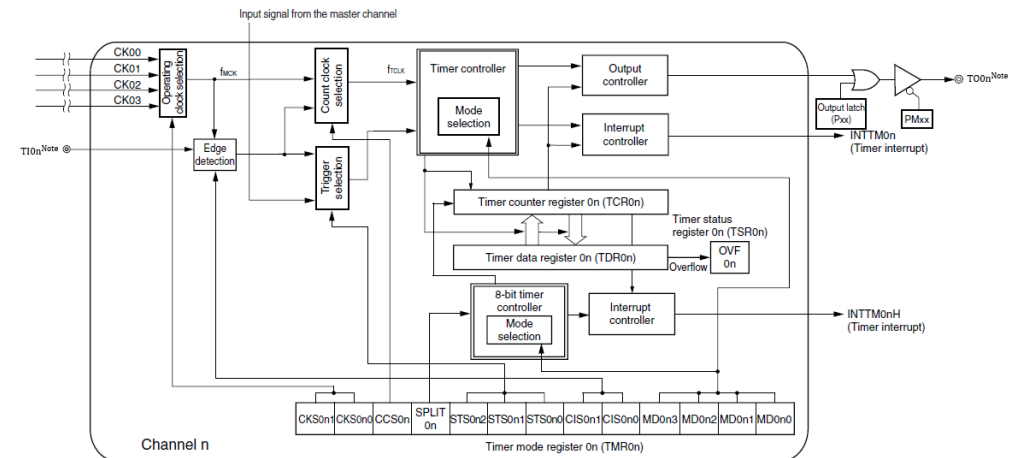 Input signal from the master channel
CK00
CK01
CK02
CK03
Operating clock selection
fMCK
Count clock selection
fTCLK
Timer controller
Mode selection
Output controller
TO0nNote
Output latch (Pxx)
PMxx
Interrupt controller
INTTM0n
(Timer interrupt)
TI0nNote
Edge detection
Trigger selection
Timer counter register 0n (TCR0n)
Timer status register 0n (TSR0n)
Timer data register 0n (TDR0n)
Overflow
OVF 0n
8-bit timer controller
Mode selection
Interrupt controller
INTTM0nH
(Timer interrupt)
CKS0n1 CKS0n0 CCS0n SPLIT 0n STS0n2 STS0n1 STS0n0 CIS0n1 CIS0n0 MD0n3 MD0n2 MD0n1 MD0n0
Channel n
Timer mode register 0n (TMR0n)